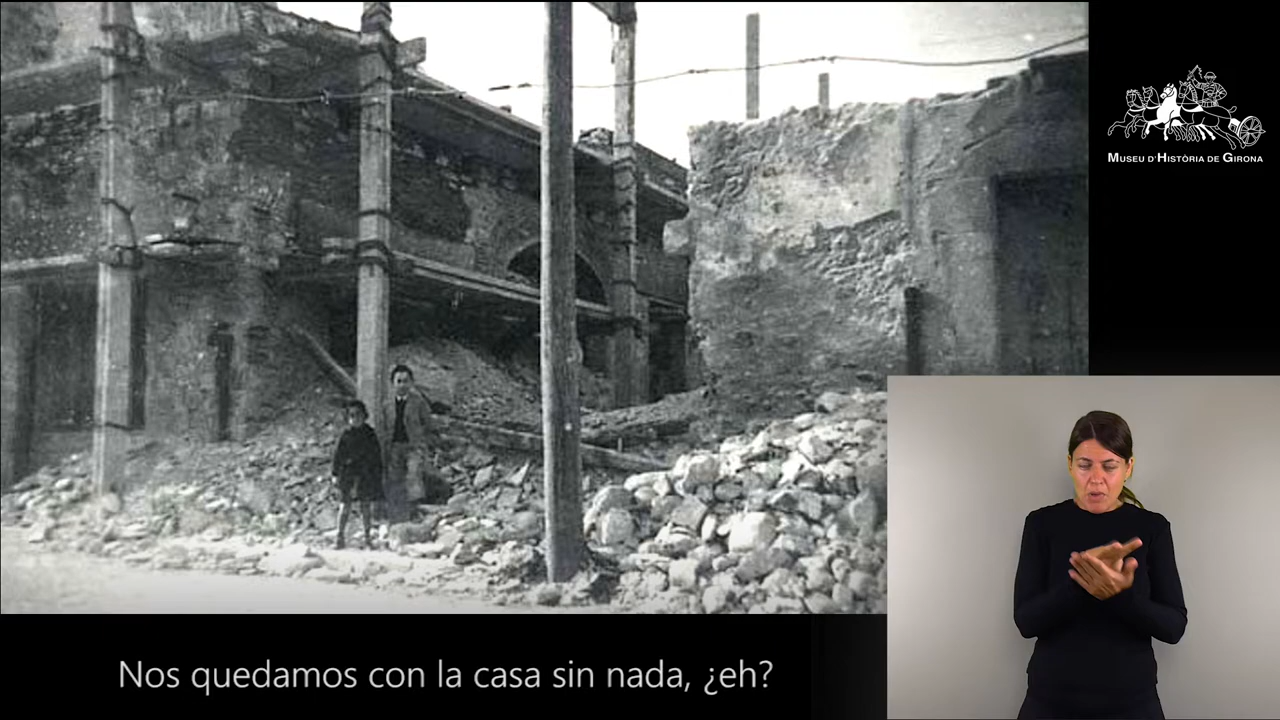 Museu d'Història de Girona
Nos quedamos con la casa sin nada, ¿eh?